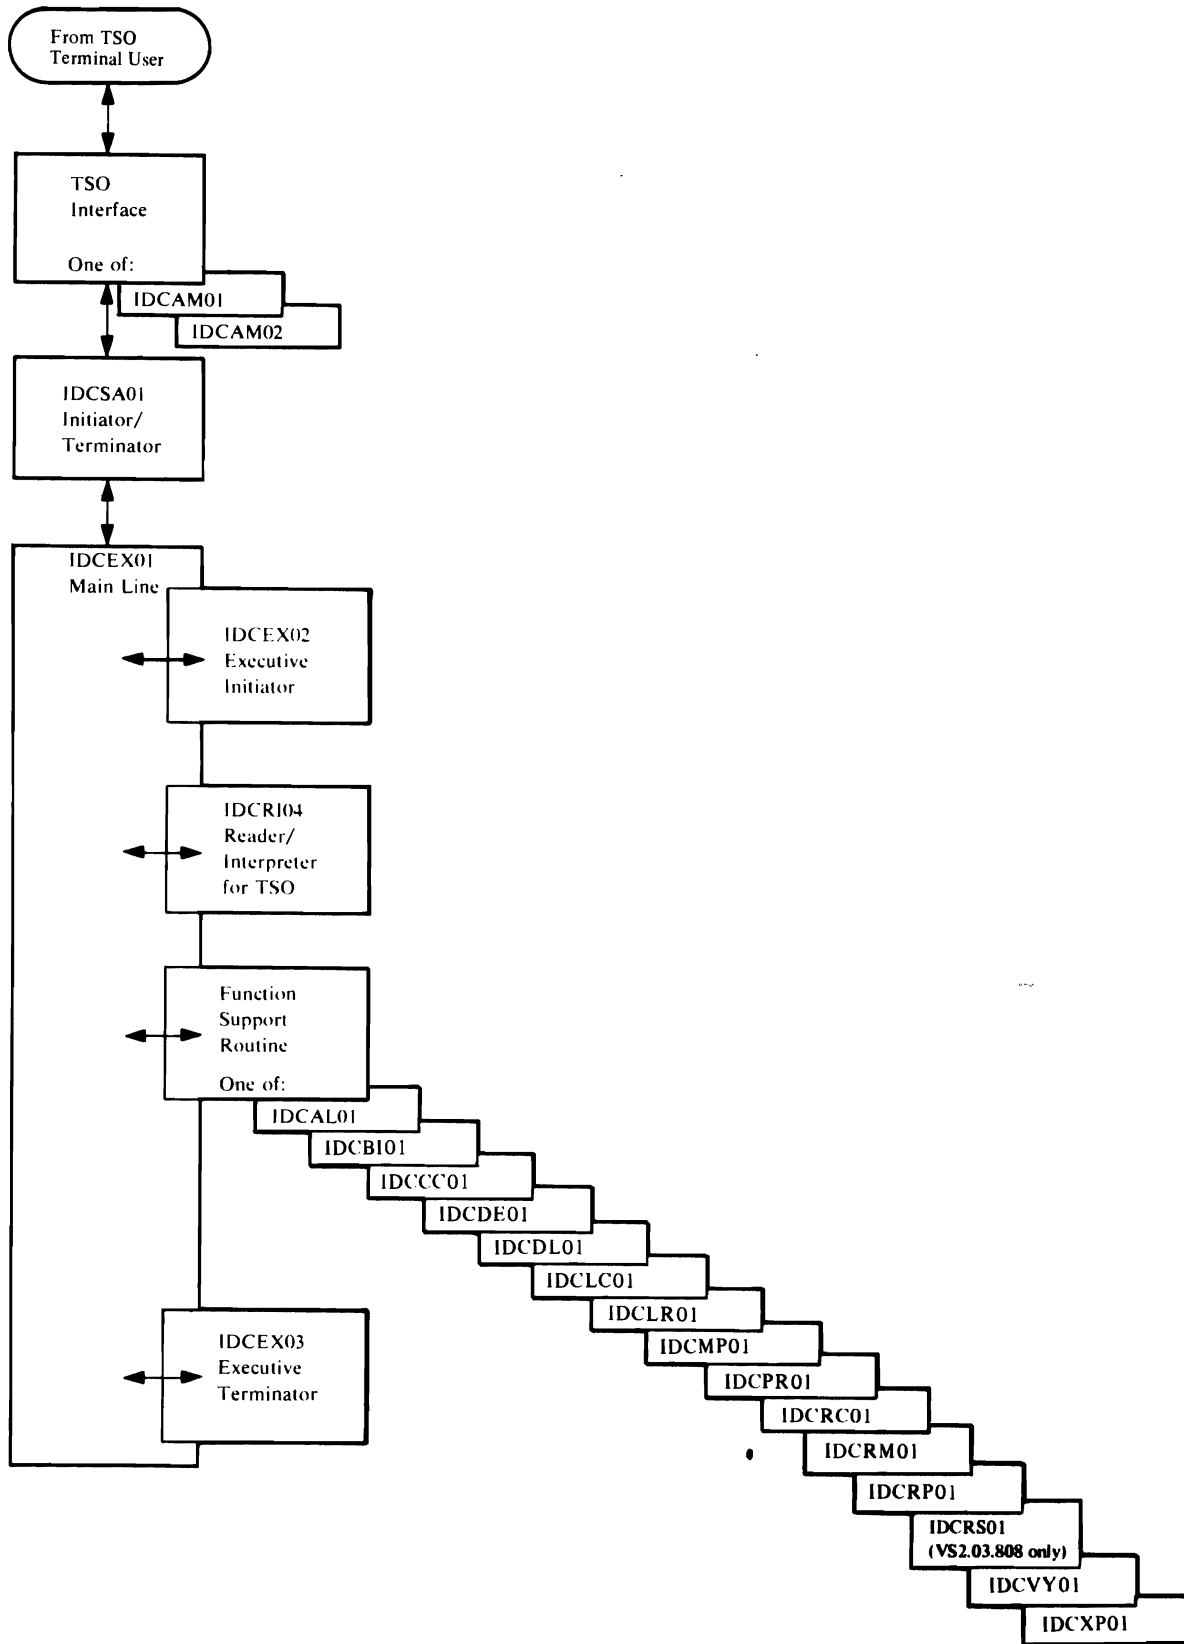 From TSO
Terminal User
TSO
Interface
One of:
IDCAM01
IDCAM02
IDCSA01
Initiator/
Terminator
IDCEX01
Main Line
IDCEX02
Executive
Initiator
IDCRI04
Reader/
Interpreter
for TSO
Function
Support
Routine
One of:
IDCAL01
IDCBI01
IDCCC01
IDCDE01
IDCDL01
IDCLC01
IDCLR01
IDCMP01
IDCPR01
IDCRC01
IDCRM01
IDCRP01
IDCRS01
(VS2.03.808 only)
IDCVY01
IDCXP01
IDCEX03
Executive
Terminator